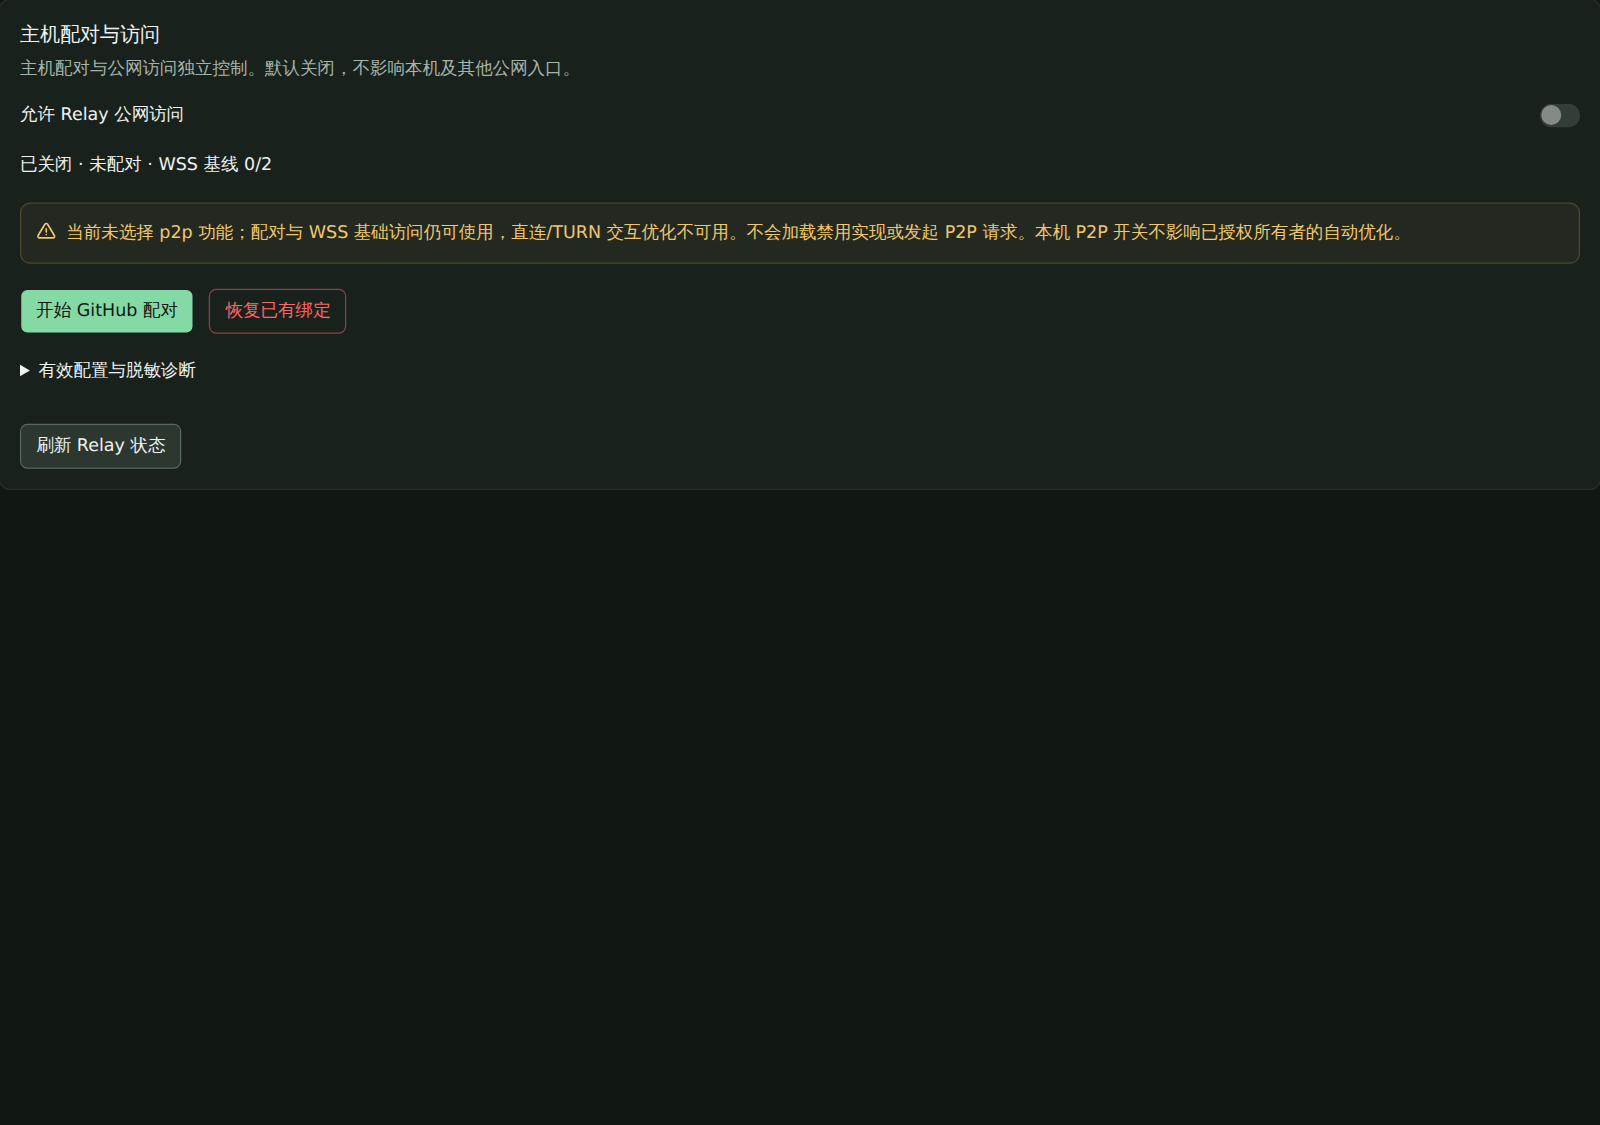 主机配对与访问
主机配对与公网访问独立控制。默认关闭，不影响本机及其他公网入口。
允许 Relay 公网访问
已关闭 · 未配对 · WSS 基线 0/2
当前未选择 p2p 功能；配对与 WSS 基础访问仍可使用，直连/TURN 交互优化不可用。不会加载禁用实现或发起 P2P 请求。本机 P2P 开关不影响已授权所有者的自动优化。
开始 GitHub 配对
恢复已有绑定
有效配置与脱敏诊断
刷新 Relay 状态